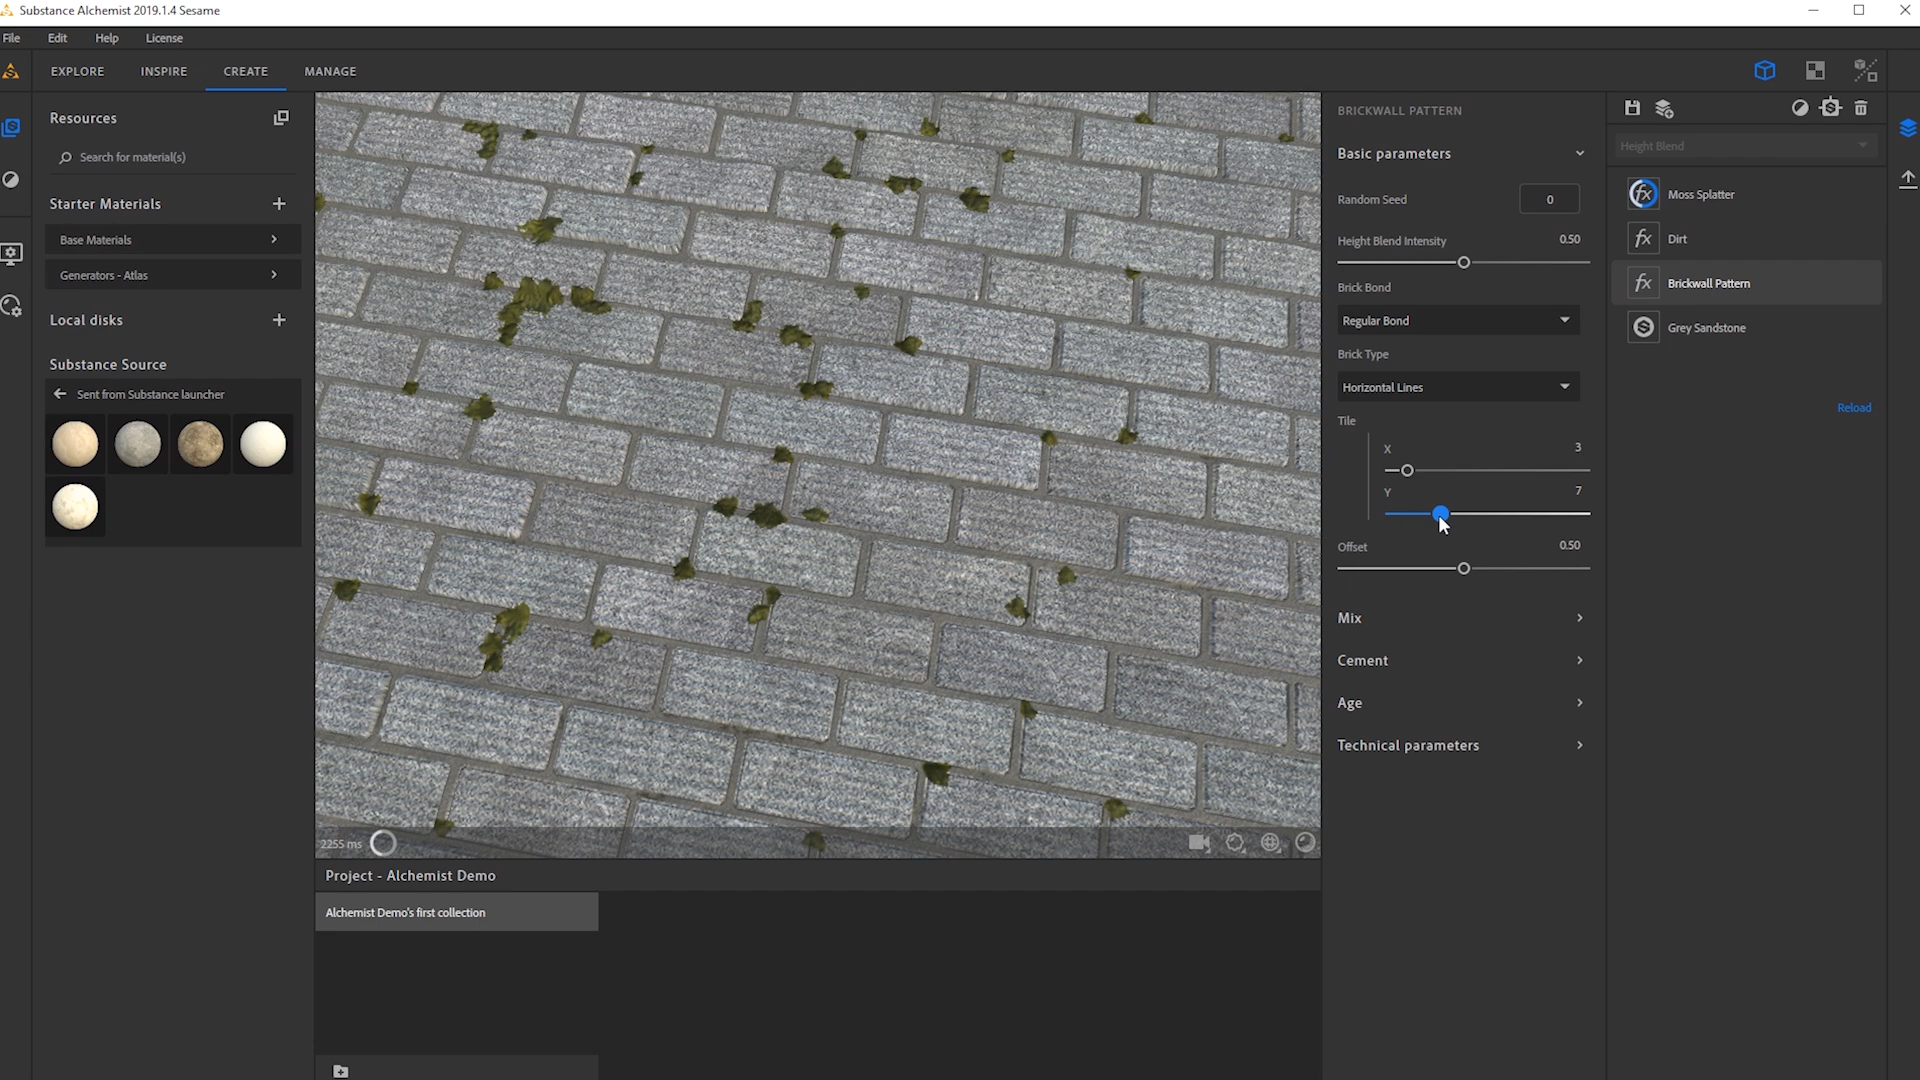 Substance Alchemist 2019.1.4 Sesame
File Edit Help License
EXPLORE INSPIRE CREATE MANAGE
Resources
Search for material(s)
Starter Materials
Base Materials
Generators - Atlas
Local disks
Substance Source
Sent from Substance launcher
2255 ms
Project - Alchemist Demo
Alchemist Demo's first collection
BRICKWALL PATTERN
Basic parameters
Random Seed 0
Height Blend Intensity 0.50
Brick Bond
Regular Bond
Brick Type
Horizontal Lines
Tile
X 3
Y 7
Offset 0.50
Mix
Cement
Age
Technical parameters
Height Blend
fx Moss Splatter
fx Dirt
fx Brickwall Pattern
Grey Sandstone
Reload